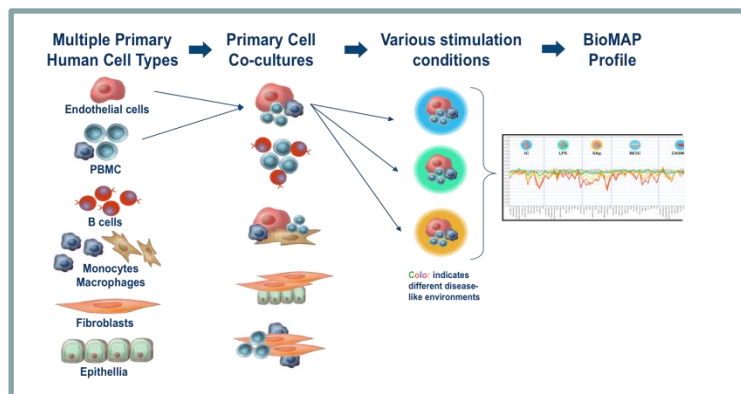 Multiple Primary
Human Cell Types
Primary Cell
Co-cultures
Various stimulation
conditions
BioMAP
Profile
Endothelial cells
PBMC
B cells
Monocytes
Macrophages
Fibroblasts
Epithellia
Color indicates
different disease-
like environments
3C
LPS
SAg